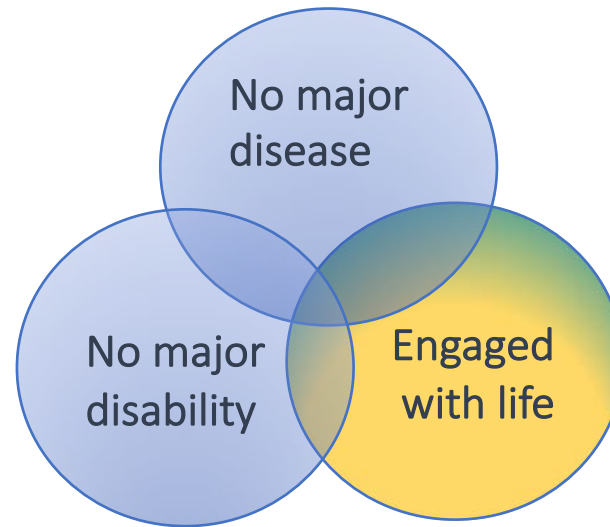 No major
disease
No major
disability
Engaged
with life